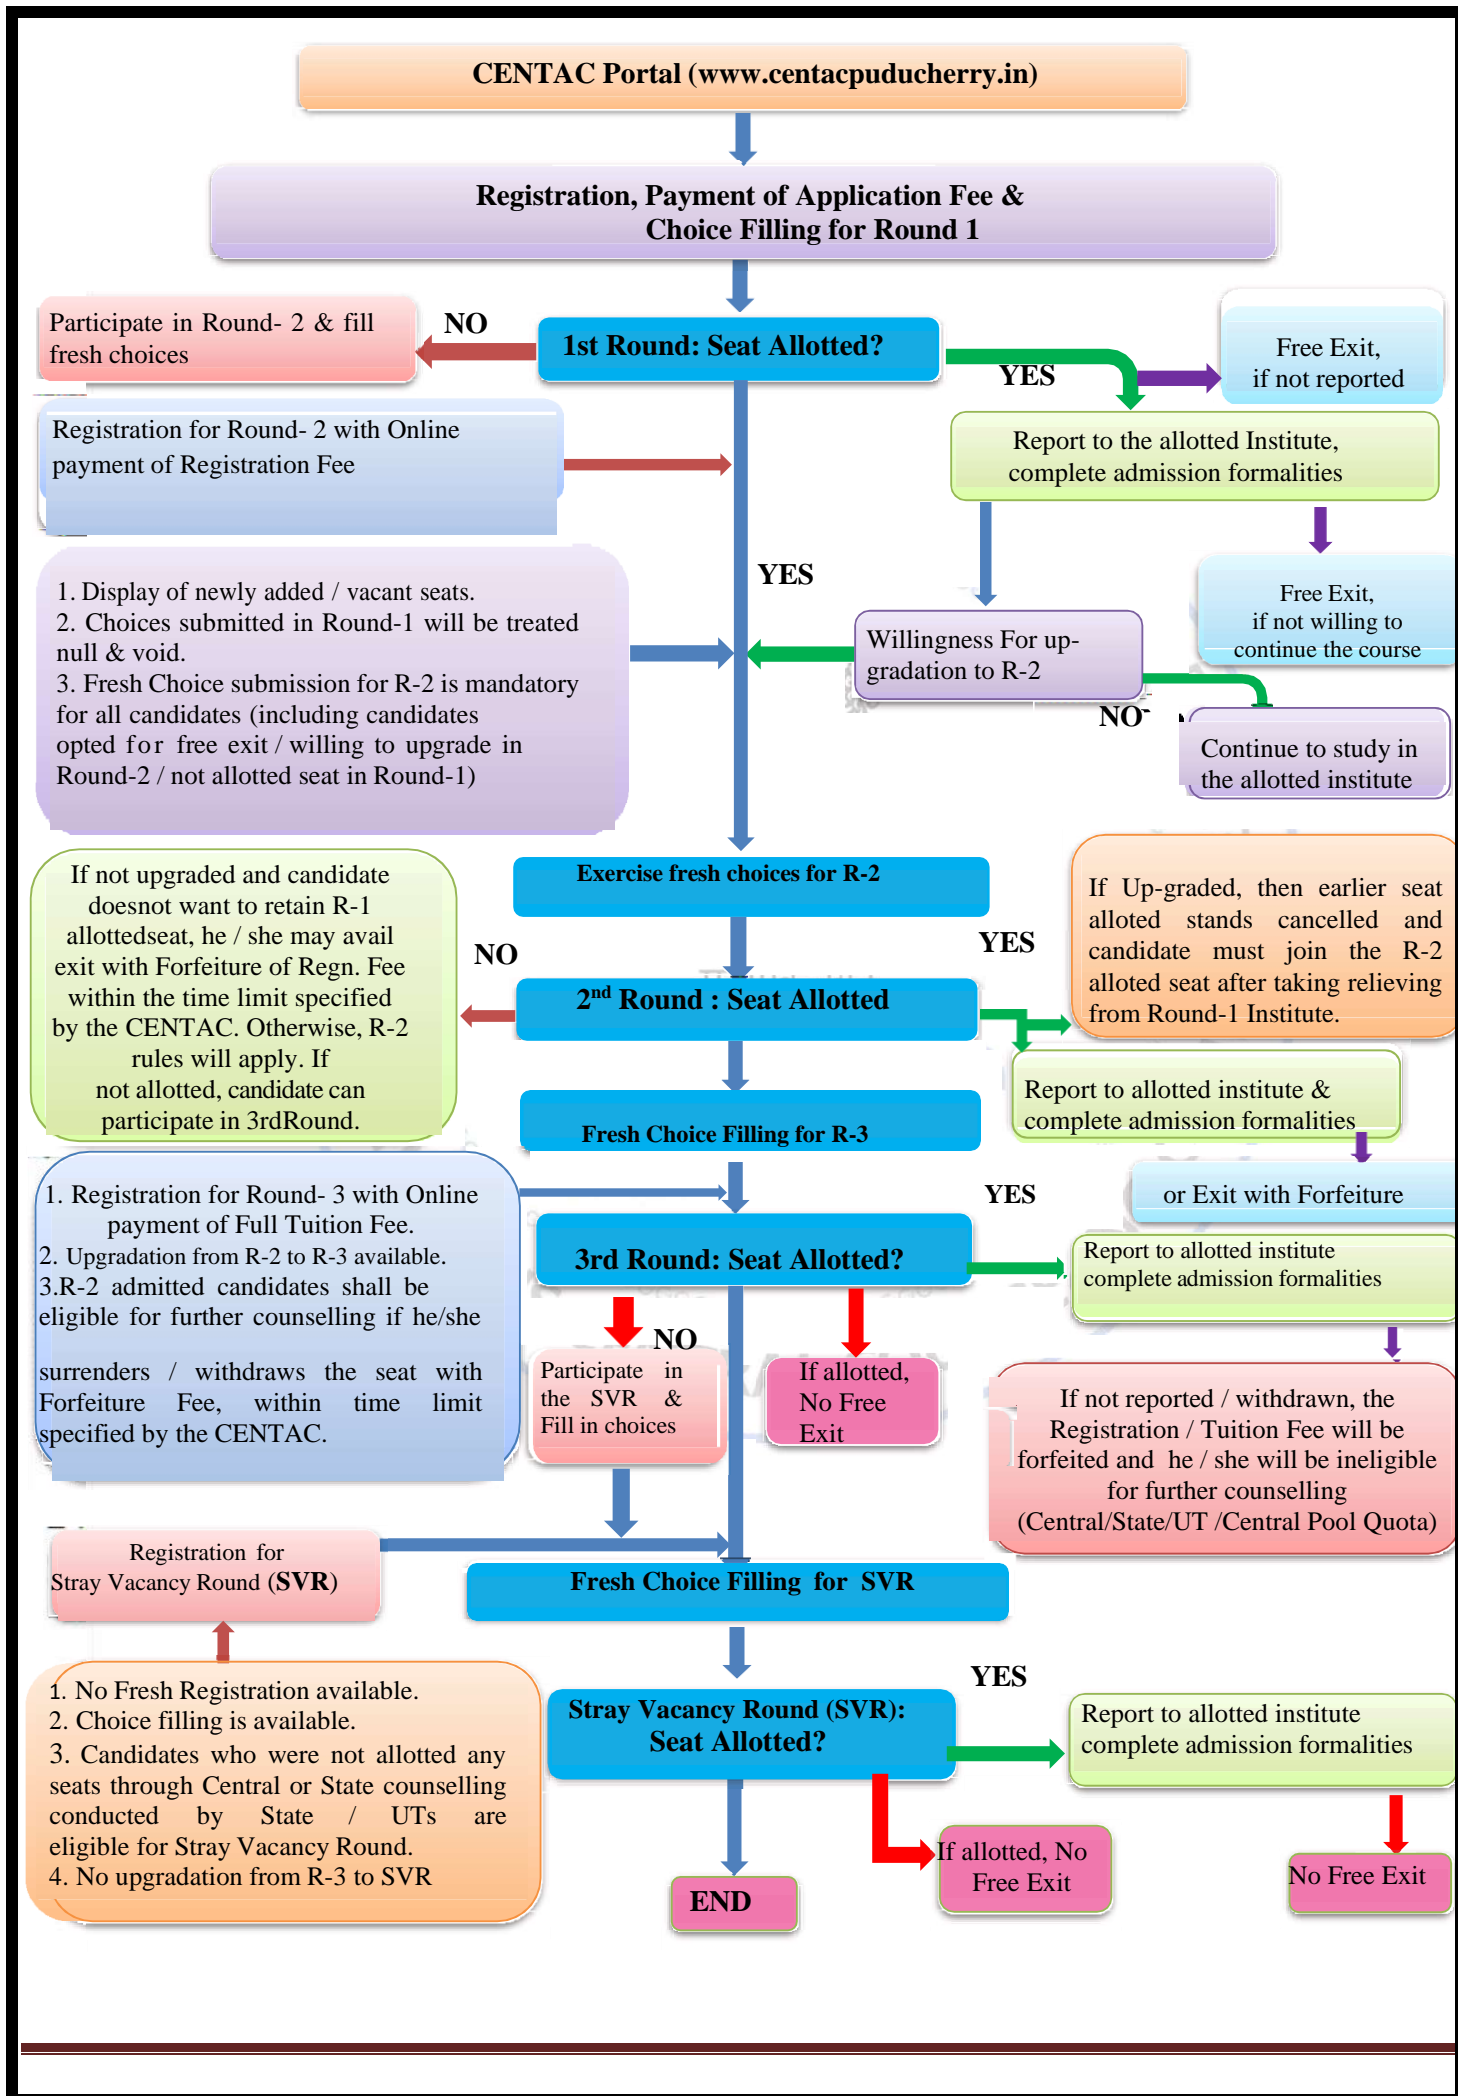 CENTAC Portal (www.centacpuducherry.in)
Registration, Payment of Application Fee &
Choice Filling for Round 1
Participate in Round- 2 & fill
fresh choices
NO
1st Round: Seat Allotted?
YES
Free Exit,
if not reported
Registration for Round- 2 with Online
payment of Registration Fee
Report to the allotted Institute,
complete admission formalities
1. Display of newly added / vacant seats.
2. Choices submitted in Round-1 will be treated
null & void.
3. Fresh Choice submission for R-2 is mandatory
for all candidates (including candidates
opted for free exit / willing to upgrade in
Round-2 / not allotted seat in Round-1)
YES
Willingness For up-
gradation to R-2
Free Exit,
if not willing to
continue the course
NO
Continue to study in
the allotted institute
If not upgraded and candidate
doesnot want to retain R-1
allottedseat, he / she may avail
exit with Forfeiture of Regn. Fee
within the time limit specified
by the CENTAC. Otherwise, R-2
rules will apply. If
not allotted, candidate can
participate in 3rdRound.
Exercise fresh choices for R-2
NO
YES
2nd Round : Seat Allotted
If Up-graded, then earlier seat
alloted stands cancelled and
candidate must join the R-2
alloted seat after taking relieving
from Round-1 Institute.
Report to allotted institute &
complete admission formalities
Fresh Choice Filling for R-3
or Exit with Forfeiture
1. Registration for Round- 3 with Online
payment of Full Tuition Fee.
2. Upgradation from R-2 to R-3 available.
3.R-2 admitted candidates shall be
eligible for further counselling if he/she
surrenders / withdraws the seat with
Forfeiture Fee, within time limit
specified by the CENTAC.
YES
3rd Round: Seat Allotted?
Report to allotted institute
complete admission formalities
NO
Participate in
the SVR &
Fill in choices
If allotted,
No Free
Exit
If not reported / withdrawn, the
Registration / Tuition Fee will be
forfeited and he / she will be ineligible
for further counselling
(Central/State/UT /Central Pool Quota)
Registration for
Stray Vacancy Round (SVR)
Fresh Choice Filling for SVR
1. No Fresh Registration available.
2. Choice filling is available.
3. Candidates who were not allotted any
seats through Central or State counselling
conducted by State / UTs are
eligible for Stray Vacancy Round.
4. No upgradation from R-3 to SVR
YES
Stray Vacancy Round (SVR):
Seat Allotted?
Report to allotted institute
complete admission formalities
If allotted, No
Free Exit
No Free Exit
END